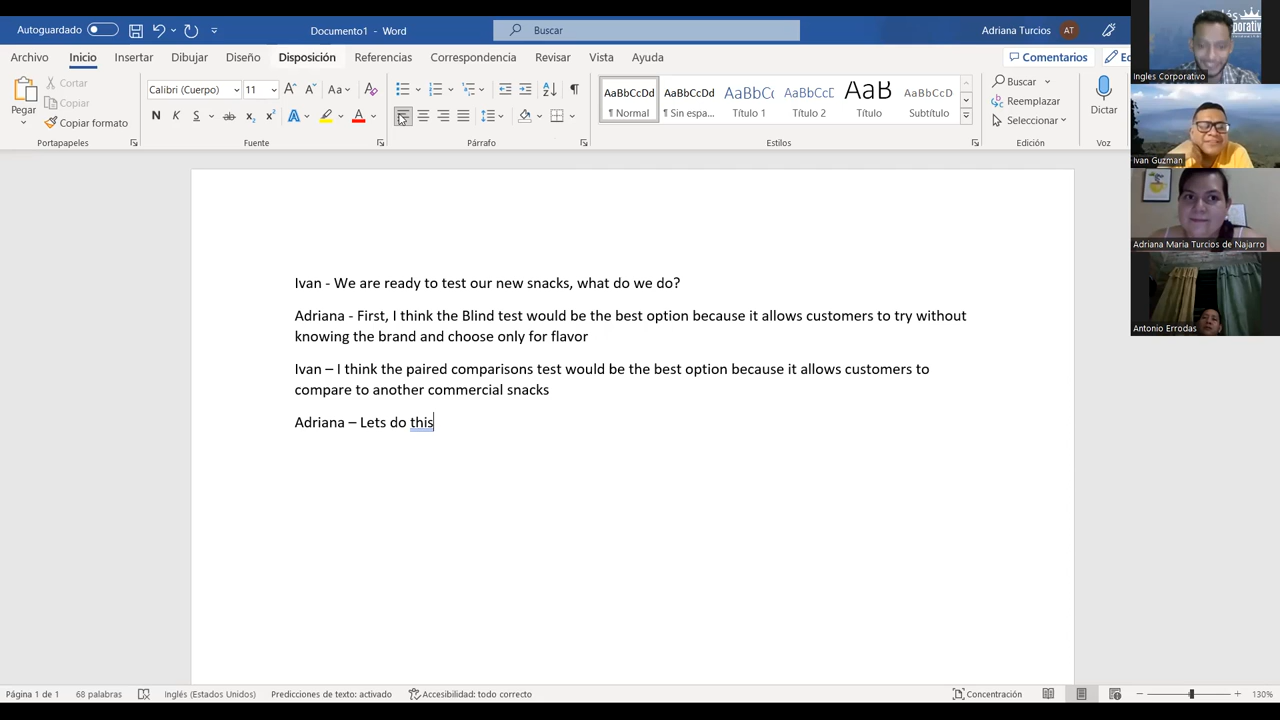 Autoguardado
Documento1 - Word
Buscar
Adriana Turcios
AT
Archivo Inicio Insertar Dibujar Diseño Disposición Referencias Correspondencia Revisar Vista Ayuda
Comentarios
Pegar
Cortar
Copiar
Copiar formato
Portapapeles
Calibri (Cuerpo) 11
Fuente
Párrafo
AaBbCcDd AaBbCcDd AaBbCc AaBbCcD AaB AaBbCcD
¶ Normal ¶ Sin espa... Título 1 Título 2 Título Subtítulo
Estilos
Buscar
Reemplazar
Seleccionar
Edición
Dictar
Voz
Ingles Corporativo
Ivan Guzman
Adriana Maria Turcios de Najarro
Antonio Errodas
Ivan - We are ready to test our new snacks, what do we do?
Adriana - First, I think the Blind test would be the best option because it allows customers to try without
knowing the brand and choose only for flavor
Ivan – I think the paired comparisons test would be the best option because it allows customers to
compare to another commercial snacks
Adriana – Lets do this
Página 1 de 1 68 palabras Inglés (Estados Unidos) Predicciones de texto: activado Accesibilidad: todo correcto Concentración 130%